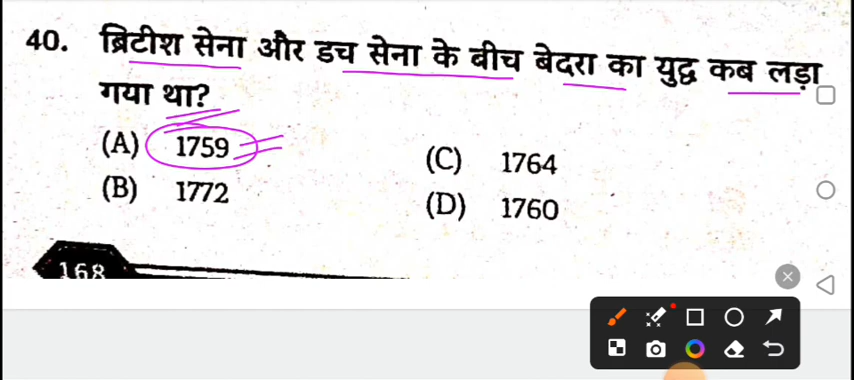 40. ब्रिटीश सेना और डच सेना के बीच बेदरा का युद्ध कब लड़ा
गया था?
(A) 1759
(C) 1764
(B) 1772
(D) 1760
168